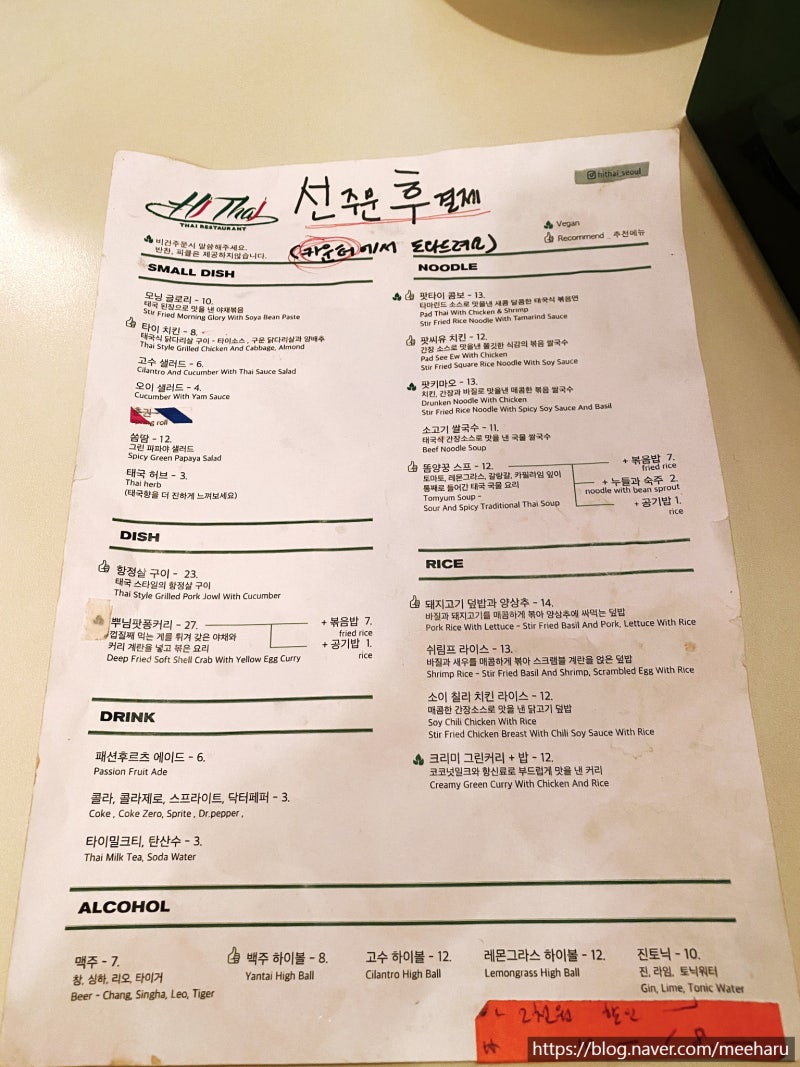 Hi Thai
THAI RESTAURANT
선주문 후결제
(카운터에서 도와드려요)
hithai_seoul
비건주문시 말씀해주세요.
반찬, 피클은 제공하지않습니다.
Vegan
Recommend _ 추천메뉴
SMALL DISH
모닝 글로리 - 10.
태국 된장으로 맛을 낸 야채볶음
Stir Fried Morning Glory With Soya Bean Paste
타이 치킨 - 8.
태국식 닭다리살 구이 - 타이소스, 구운 닭다리살과 양배추
Thai Style Grilled Chicken And Cabbage, Almond
고수 샐러드 - 6.
Cilantro And Cucumber With Thai Sauce Salad
오이 샐러드 - 4.
Cucumber With Yam Sauce
roll
쏨땀 - 12.
그린 파파야 샐러드
Spicy Green Papaya Salad
태국 허브 - 3.
Thai herb
(태국향을 더 진하게 느껴보세요)
DISH
항정살 구이 - 23.
태국 스타일의 항정살 구이
Thai Style Grilled Pork Jowl With Cucumber
뿌님팟퐁커리 - 27.
껍질째 먹는 게를 튀겨 갖은 야채와
커리 계란을 넣고 볶은 요리
Deep Fried Soft Shell Crab With Yellow Egg Curry
+ 볶음밥 7.
fried rice
+ 공기밥 1.
rice
DRINK
패션후르츠 에이드 - 6.
Passion Fruit Ade
콜라, 콜라제로, 스프라이트, 닥터페퍼 - 3.
Coke , Coke Zero, Sprite , Dr.pepper ,
타이밀크티, 탄산수 - 3.
Thai Milk Tea, Soda Water
NOODLE
팟타이 콤보 - 13.
타마린드 소스로 맛을낸 새콤 달콤한 태국식 볶음면
Pad Thai With Chicken & Shrimp
Stir Fried Rice Noodle With Tamarind Sauce
팟씨유 치킨 - 12.
간장 소스로 맛을낸 쫄깃한 식감의 볶음 쌀국수
Pad See Ew With Chicken
Stir Fried Square Rice Noodle With Soy Sauce
팟키마오 - 13.
치킨, 간장과 바질로 맛을낸 매콤한 볶음 쌀국수
Drunken Noodle With Chicken
Stir Fried Rice Noodle With Spicy Soy Sauce And Basil
소고기 쌀국수 - 11.
태국식 간장소스로 맛을 낸 국물 쌀국수
Beef Noodle Soup
똠양꿍 스프 - 12.
토마토, 레몬그라스, 갈랑갈, 카필라임 잎이
통째로 들어간 태국 국물 요리
Tomyum Soup -
Sour And Spicy Traditional Thai Soup
+ 볶음밥 7.
fried rice
+ 누들과 숙주 2.
noodle with bean sprout
+ 공기밥 1.
rice
RICE
돼지고기 덮밥과 양상추 - 14.
바질과 돼지고기를 매콤하게 볶아 양상추에 싸먹는 덮밥
Pork Rice With Lettuce - Stir Fried Basil And Pork, Lettuce With Rice
쉬림프 라이스 - 13.
바질과 새우를 매콤하게 볶아 스크램블 계란을 얹은 덮밥
Shrimp Rice - Stir Fried Basil And Shrimp, Scrambled Egg With Rice
소이 칠리 치킨 라이스 - 12.
매콤한 간장소스로 맛을 낸 닭고기 덮밥
Soy Chili Chicken With Rice
Stir Fried Chicken Breast With Chili Soy Sauce With Rice
크리미 그린커리 + 밥 - 12.
코코넛밀크와 향신료로 부드럽게 맛을 낸 커리
Creamy Green Curry With Chicken And Rice
ALCOHOL
맥주 - 7.
창, 싱하, 리오, 타이거
Beer - Chang, Singha, Leo, Tiger
백주 하이볼 - 8.
Yantai High Ball
고수 하이볼 - 12.
Cilantro High Ball
레몬그라스 하이볼 - 12.
Lemongrass High Ball
진토닉 - 10.
진, 라임, 토닉워터
Gin, Lime, Tonic Water
2천원 할인
https://blog.naver.com/meeharu